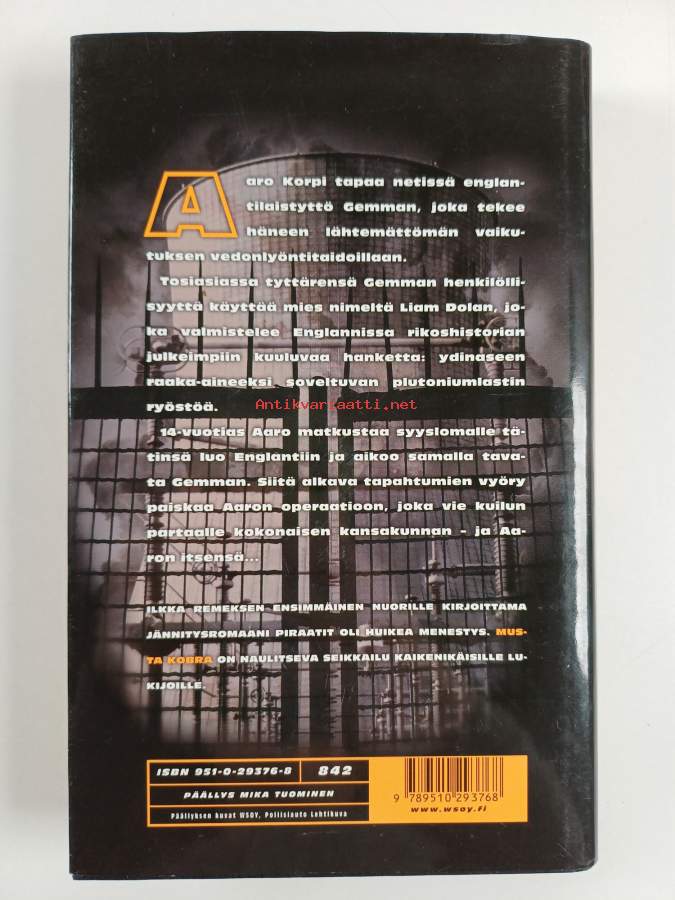 Aaro Korpi tapaa netissä englan-
tilaistyttö Gemman, joka tekee
häneen lähtemättömän vaiku-
tuksen vedonlyöntitaidoillaan.
Tosiasiassa tyttärensä Gemman henkilölli-
syyttä käyttää mies nimeltä Liam Dolan, jo-
ka valmistelee Englannissa rikoshistorian
julkeimpiin kuuluvaa hanketta: ydinaseen
raaka-aineeksi soveltuvan plutoniumlastin
ryöstöä.
Antikvariaatti.net
14-vuotias Aaro matkustaa syyslomalle tä-
tinsä luo Englantiin ja aikoo samalla tava-
ta Gemman. Siitä alkava tapahtumien vyöry
paiskaa Aaron operaatioon, joka vie kuilun
partaalle kokonaisen kansakunnan – ja Aa-
ron itsensä...
ILKKA REMEKSEN ENSIMMÄINEN NUORILLE KIRJOITTAMA
JÄNNITYSROMAANI PIRAATIT OLI HUIKEA MENESTYS. MUS-
TA KOBRA ON NAULITSEVA SEIKKAILU KAIKENIKÄISILLE LU-
KIJOILLE.
ISBN 951-0-29376-8 842
PÄÄLLYS MIKA TUOMINEN
Päällyksen kuvat WSOY, Poliisiauto Lehtikuva
9 789510 293768
www.wsoy.fi